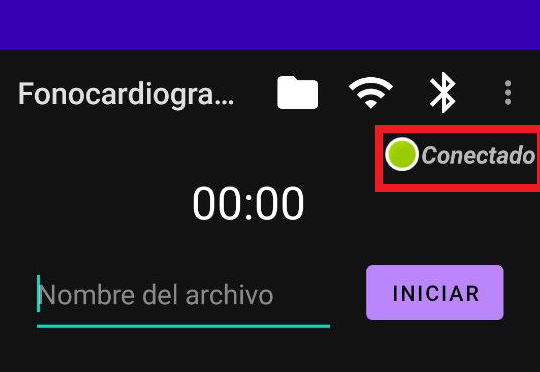 Fonocardiogra...
Conectado
00:00
Nombre del archivo
INICIAR